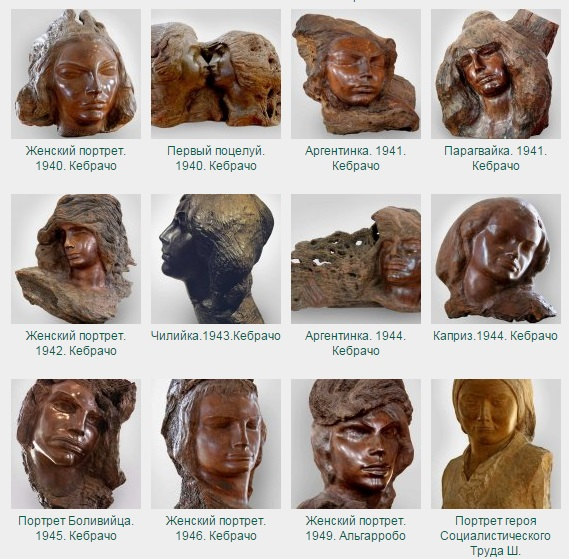 Женский портрет.
1940. Кебрачо
Первый поцелуй.
1940. Кебрачо
Аргентинка. 1941.
Кебрачо
Парагвайка. 1941.
Кебрачо
Женский портрет.
1942. Кебрачо
Чилийка.1943.Кебрачо
Аргентинка. 1944.
Кебрачо
Каприз.1944. Кебрачо
Портрет Боливийца.
1945. Кебрачо
Женский портрет.
1946. Кебрачо
Женский портрет.
1949. Альгарробо
Портрет героя
Социалистического
Труда Ш.